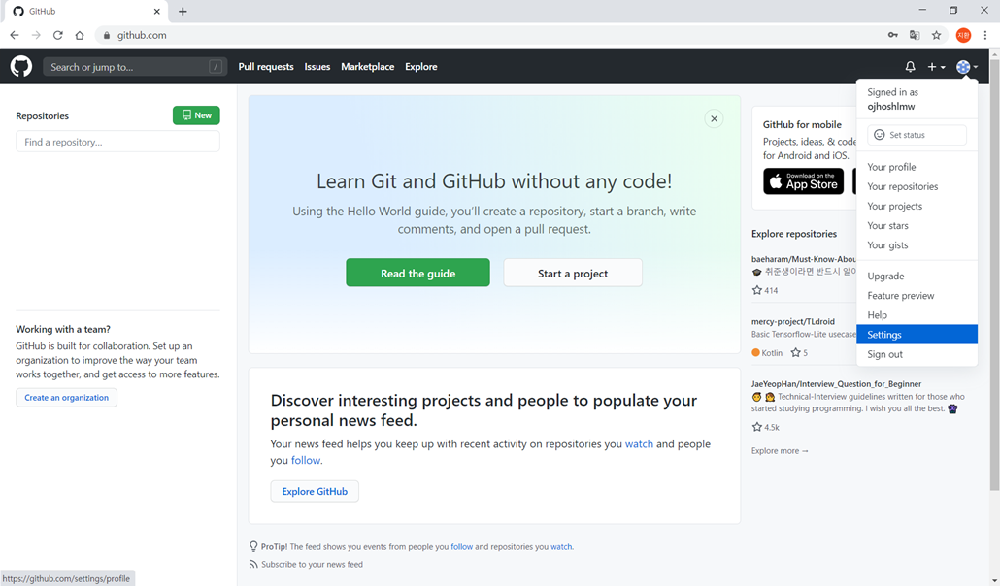 GitHub
github.com
지원
Search or jump to...
/
Pull requests
Issues
Marketplace
Explore
Signed in as
ojhoshlmw
Set status
Your profile
Your repositories
Your projects
Your stars
Your gists
Upgrade
Feature preview
Help
Settings
Sign out
Repositories
New
Find a repository...
Working with a team?
GitHub is built for collaboration. Set up an
organization to improve the way your team
works together, and get access to more features.
Create an organization
Learn Git and GitHub without any code!
Using the Hello World guide, you'll create a repository, start a branch, write
comments, and open a pull request.
Read the guide
Start a project
Discover interesting projects and people to populate your
personal news feed.
Your news feed helps you keep up with recent activity on repositories you watch and people
you follow.
Explore GitHub
ProTip! The feed shows you events from people you follow and repositories you watch.
Subscribe to your news feed
GitHub for mobile
Projects, ideas, & code
for Android and iOS.
Download on the
App Store
Explore repositories
baeharam/Must-Know-Abou
취준생이라면 반드시 알아
414
mercy-project/TLdroid
Basic Tensorflow-Lite usecase
Kotlin
5
JaeYeopHan/Interview_Question_for_Beginner
Technical-Interview guidelines written for those who
started studying programming. I wish you all the best.
4.5k
Explore more →
https://github.com/settings/profile